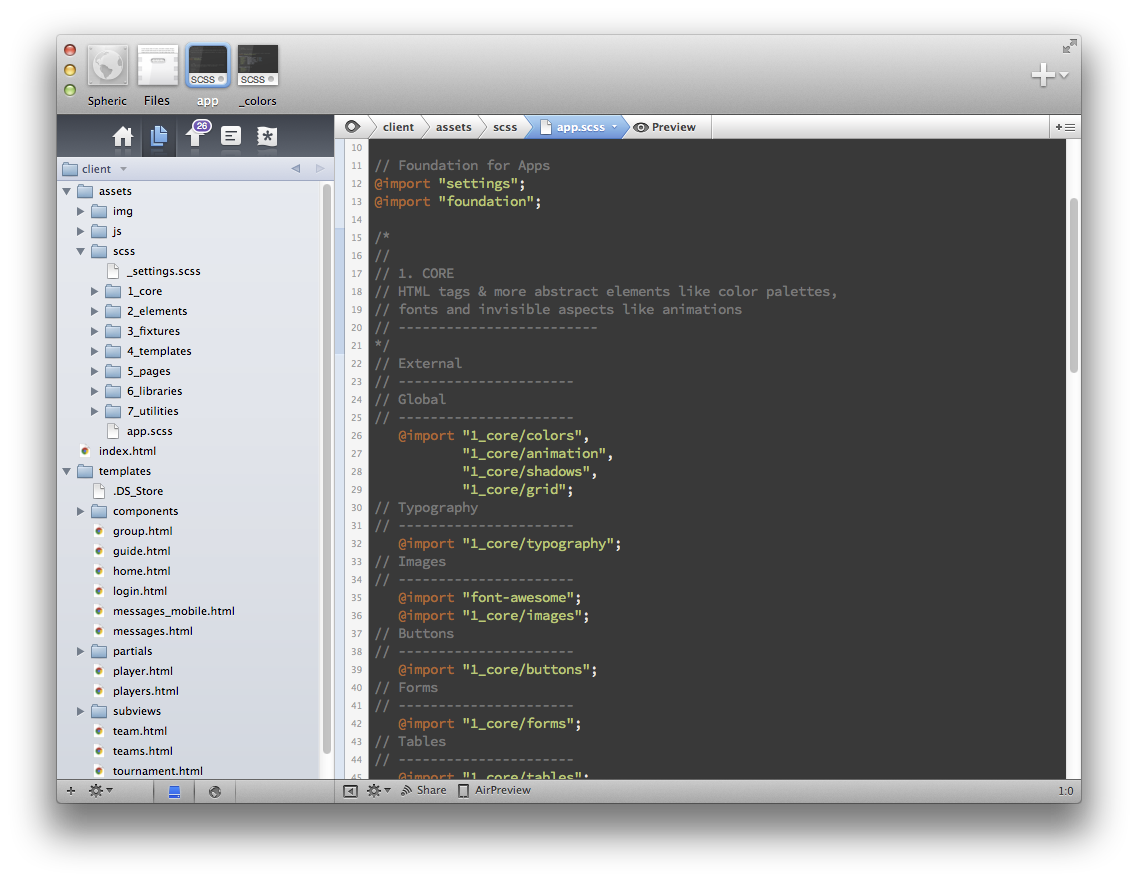 SCSS
SCSS
Spheric Files app _colors
26
client assets scss app.scss Preview
client
assets
img
js
scss
_settings.scss
1_core
2_elements
3_fixtures
4_templates
5_pages
6_libraries
7_utilities
app.scss
index.html
templates
.DS_Store
components
group.html
guide.html
home.html
login.html
messages_mobile.html
messages.html
partials
player.html
players.html
subviews
team.html
teams.html
tournament.html
10
11 // Foundation for Apps
12 @import "settings";
13 @import "foundation";
14
15 /*
16 //
17 // 1. CORE
18 // HTML tags & more abstract elements like color palettes,
19 // fonts and invisible aspects like animations
20 // -------------------------
21 */
22 // External
23 // ----------------------
24 // Global
25 // ----------------------
26 @import "1_core/colors",
27 "1_core/animation",
28 "1_core/shadows",
29 "1_core/grid";
30 // Typography
31 // ----------------------
32 @import "1_core/typography";
33 // Images
34 // ----------------------
35 @import "font-awesome";
36 @import "1_core/images";
37 // Buttons
38 // ----------------------
39 @import "1_core/buttons";
40 // Forms
41 // ----------------------
42 @import "1_core/forms";
43 // Tables
44 // ----------------------
45 @import "1_core/tables";
Share AirPreview 1:0